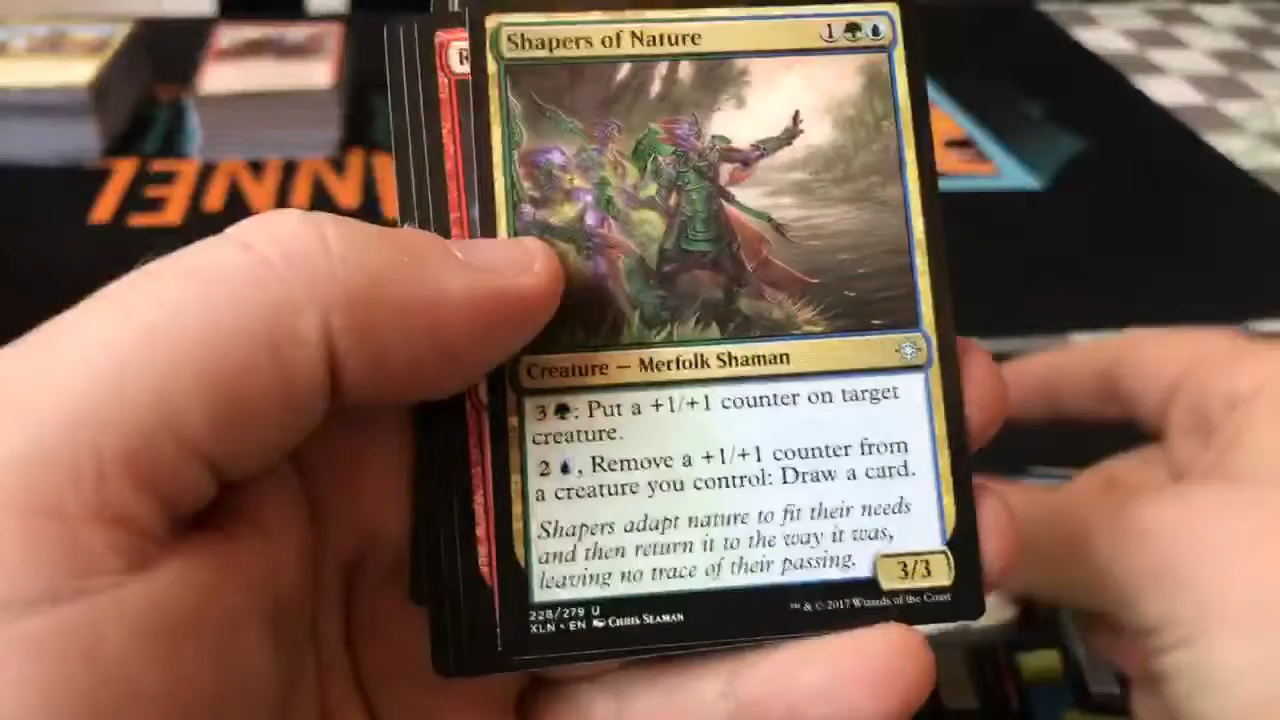 Shapers of Nature 1
R
NNEL
Creature — Merfolk Shaman
3 : Put a +1/+1 counter on target
creature.
2 , Remove a +1/+1 counter from
a creature you control: Draw a card.
Shapers adapt nature to fit their needs
and then return it to the way it was,
leaving no trace of their passing.
3/3
228/279 U
XLN • EN Chris Seaman
™ & © 2017 Wizards of the Coast